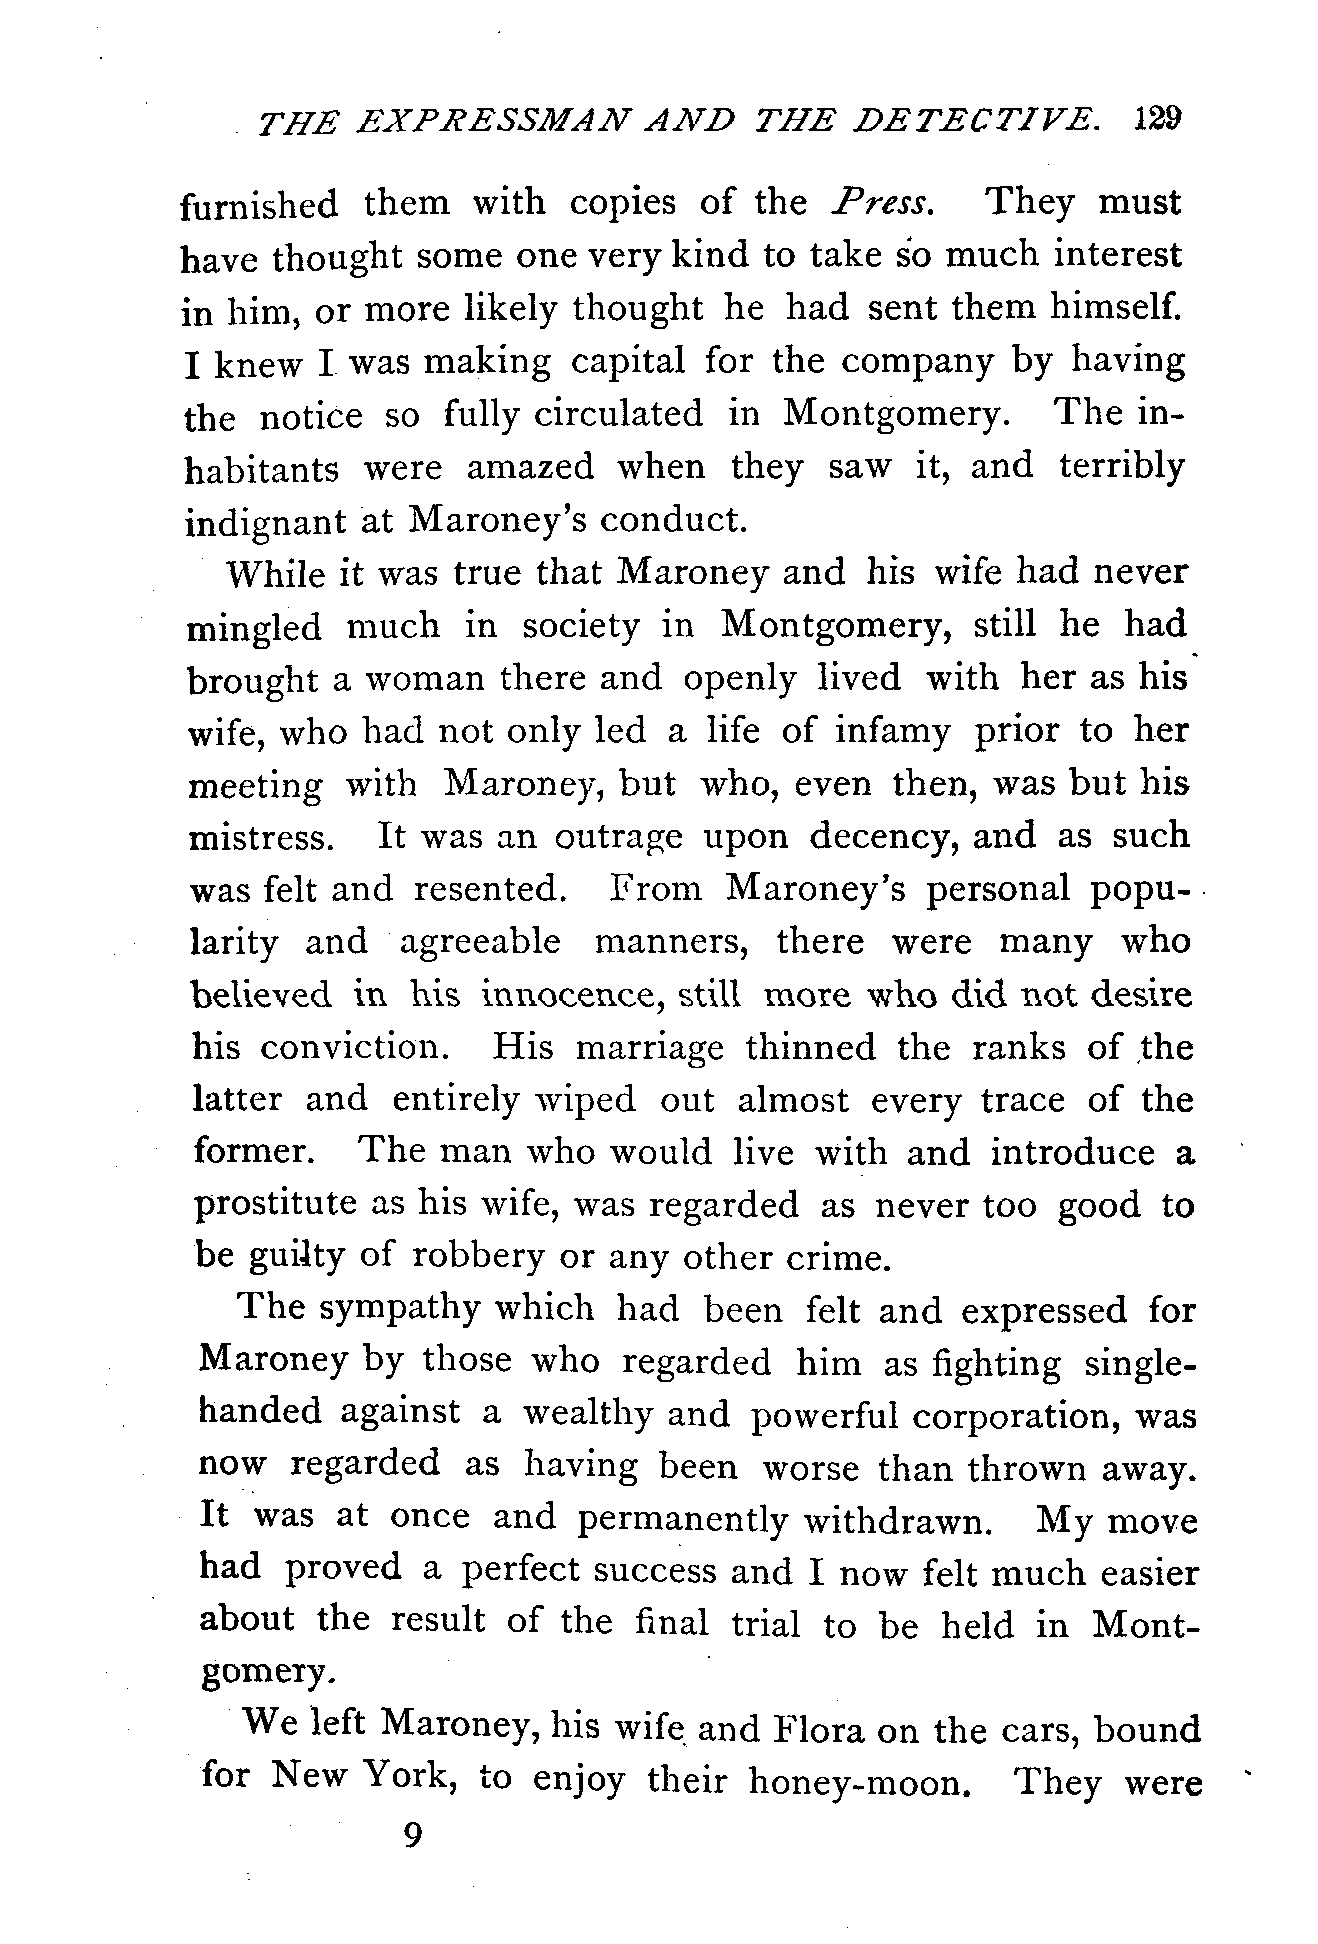 THE EXPRESSMAN AND THE DETECTIVE. 129
furnished them with copies of the Press. They must
have thought some one very kind to take so much interest
in him, or more likely thought he had sent them himself.
I knew I was making capital for the company by having
the notice so fully circulated in Montgomery. The in-
habitants were amazed when they saw it, and terribly
indignant at Maroney's conduct.
While it was true that Maroney and his wife had never
mingled much in society in Montgomery, still he had
brought a woman there and openly lived with her as his
wife, who had not only led a life of infamy prior to her
meeting with Maroney, but who, even then, was but his
mistress. It was an outrage upon decency, and as such
was felt and resented. From Maroney's personal popu-
larity and agreeable manners, there were many who
believed in his innocence, still more who did not desire
his conviction. His marriage thinned the ranks of the
latter and entirely wiped out almost every trace of the
former. The man who would live with and introduce a
prostitute as his wife, was regarded as never too good to
be guilty of robbery or any other crime.
The sympathy which had been felt and expressed for
Maroney by those who regarded him as fighting single-
handed against a wealthy and powerful corporation, was
now regarded as having been worse than thrown away.
It was at once and permanently withdrawn. My move
had proved a perfect success and I now felt much easier
about the result of the final trial to be held in Mont-
gomery.
We left Maroney, his wife and Flora on the cars, bound
for New York, to enjoy their honey-moon. They were
9